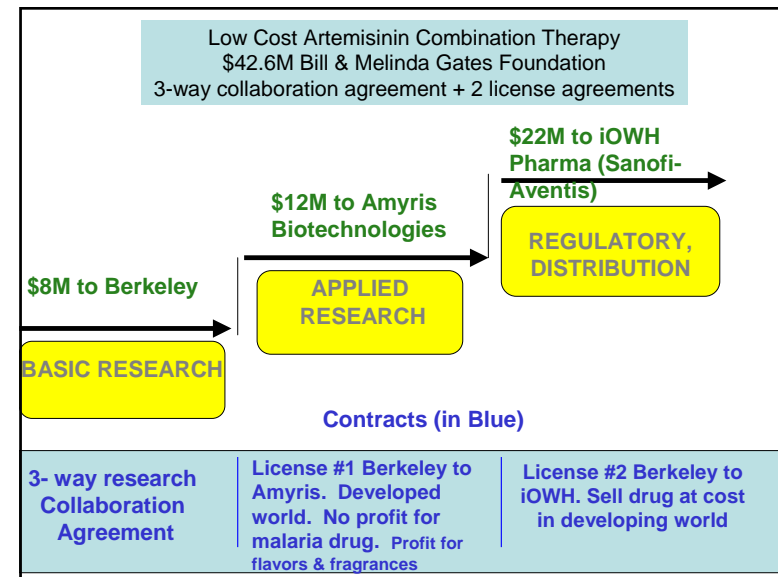 Low Cost Artemisinin Combination Therapy
$42.6M Bill & Melinda Gates Foundation
3-way collaboration agreement + 2 license agreements
$22M to iOWH
Pharma (Sanofi-
Aventis)
$12M to Amyris
Biotechnologies
REGULATORY,
DISTRIBUTION
$8M to Berkeley
APPLIED
RESEARCH
BASIC RESEARCH
Contracts (in Blue)
3- way research
Collaboration
Agreement
License #1 Berkeley to
Amyris. Developed
world. No profit for
malaria drug. Profit for
flavors & fragrances
License #2 Berkeley to
iOWH. Sell drug at cost
in developing world